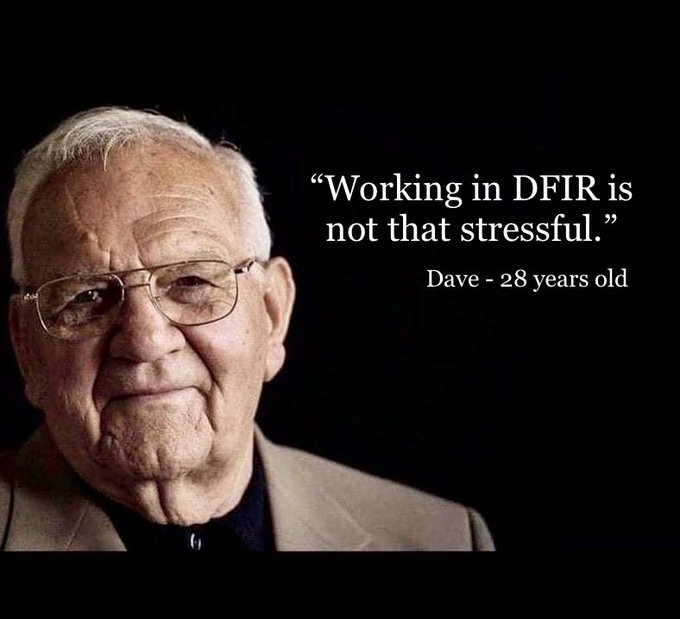 “Working in DFIR is
not that stressful.”
Dave - 28 years old